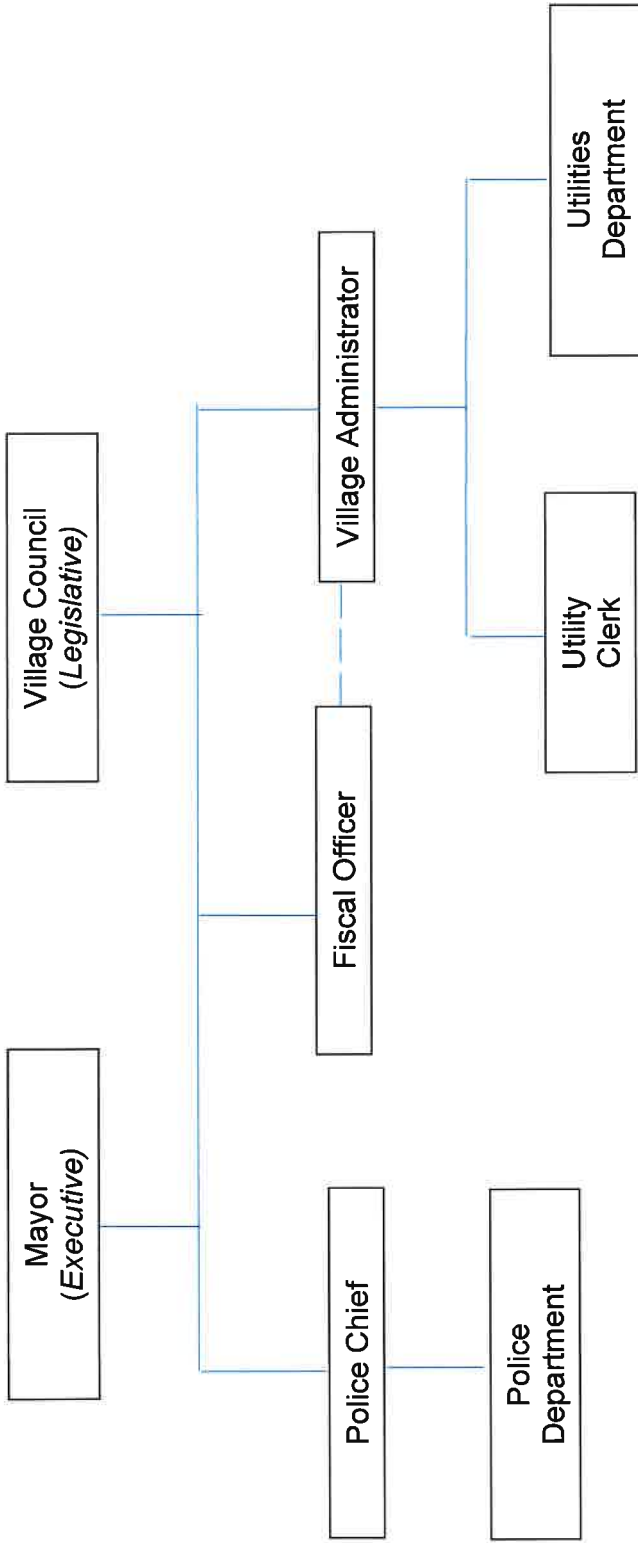 Mayor
(Executive)
Village Council
(Legislative)
Police Chief
Fiscal Officer
Village Administrator
Police
Department
Utility
Clerk
Utilities
Department